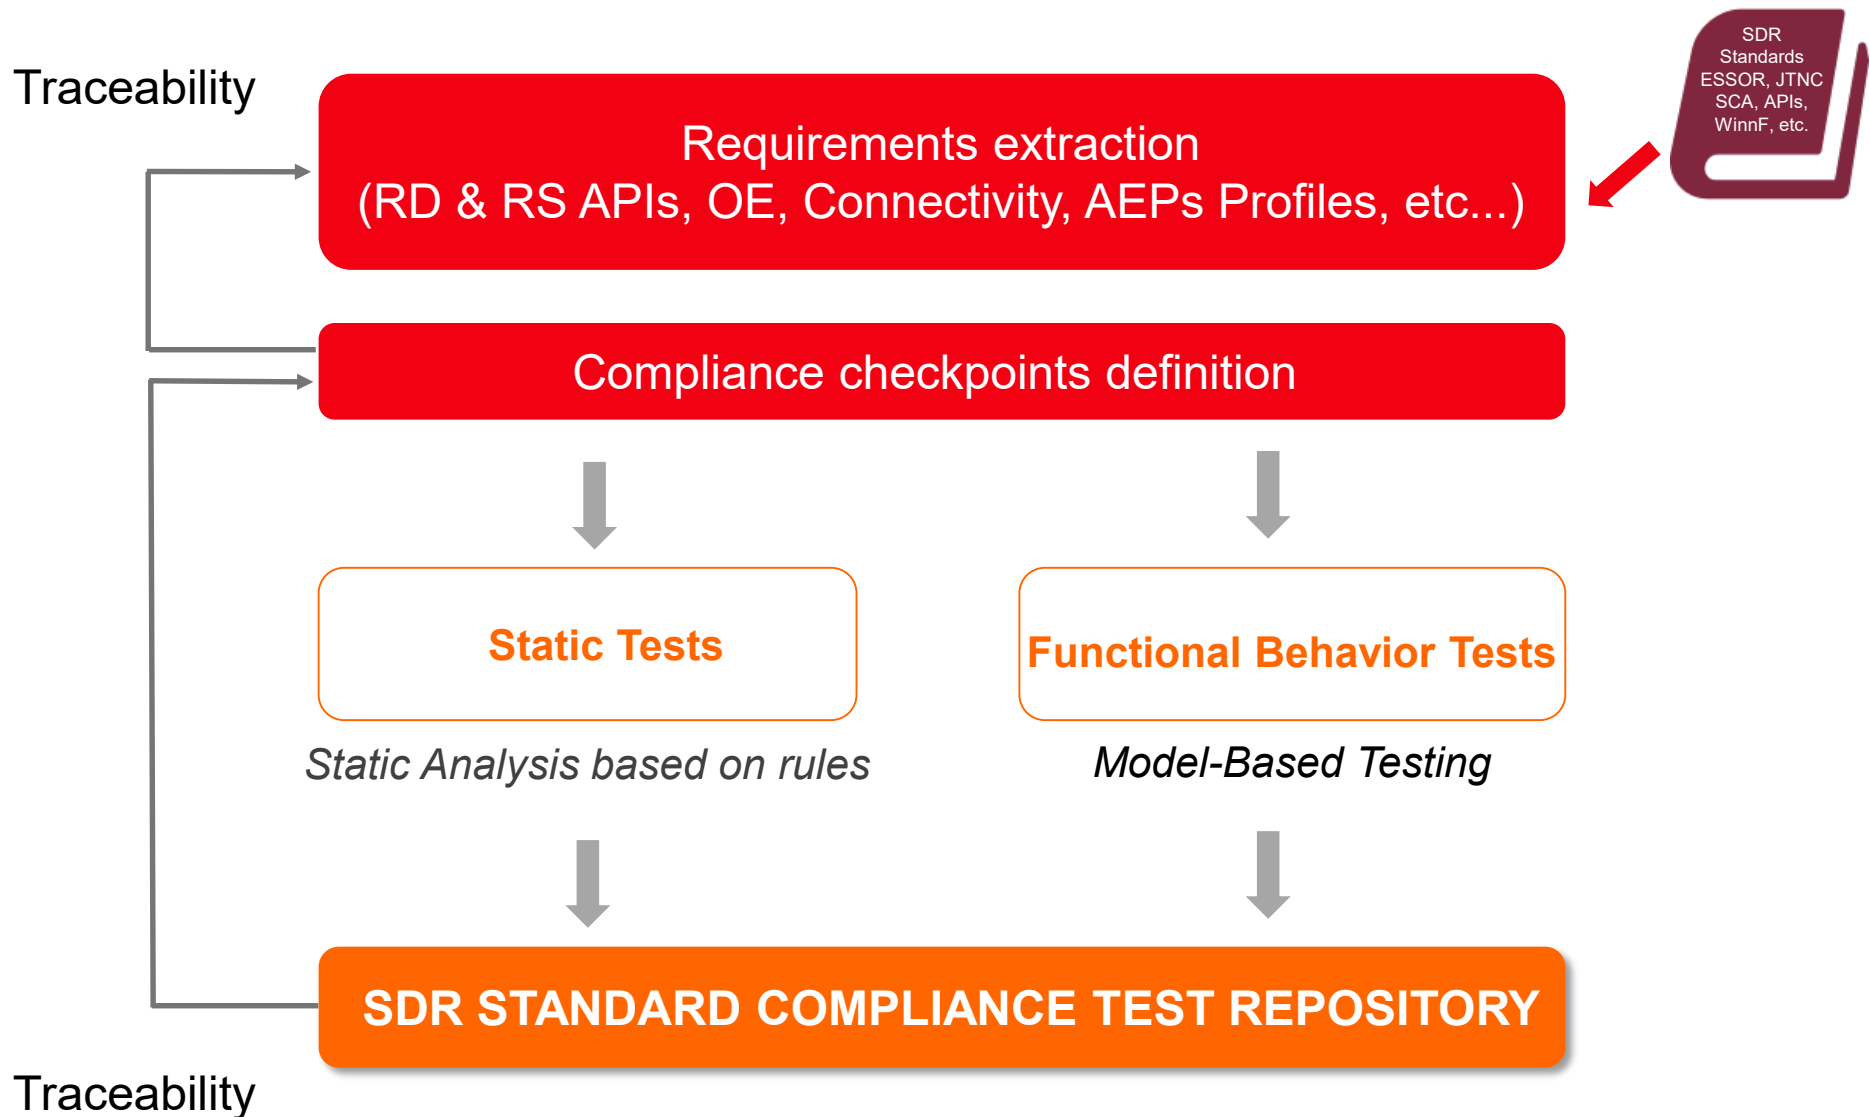 Traceability
SDR
Standards
ESSOR, JTNC
SCA, APIs,
WinnF, etc.
Requirements extraction
(RD & RS APIs, OE, Connectivity, AEPs Profiles, etc...)
Compliance checkpoints definition
Static Tests
Functional Behavior Tests
Static Analysis based on rules
Model-Based Testing
SDR STANDARD COMPLIANCE TEST REPOSITORY
Traceability